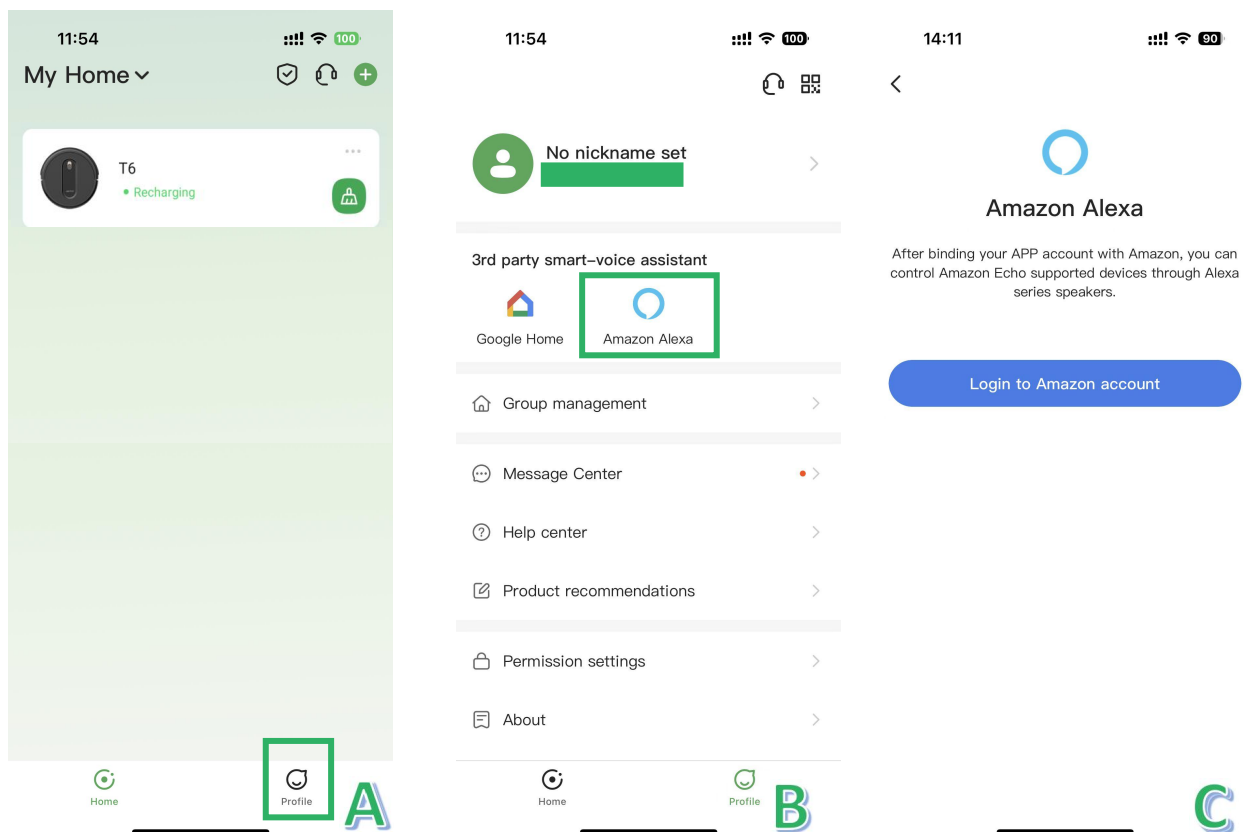 11:54
100
My Home
T6
Recharging
Home
Profile
A
11:54
100
No nickname set
3rd party smart-voice assistant
Google Home
Amazon Alexa
Group management
Message Center
Help center
Product recommendations
Permission settings
About
Home
Profile
B
14:11
90
Amazon Alexa
After binding your APP account with Amazon, you can
control Amazon Echo supported devices through Alexa
series speakers.
Login to Amazon account
C